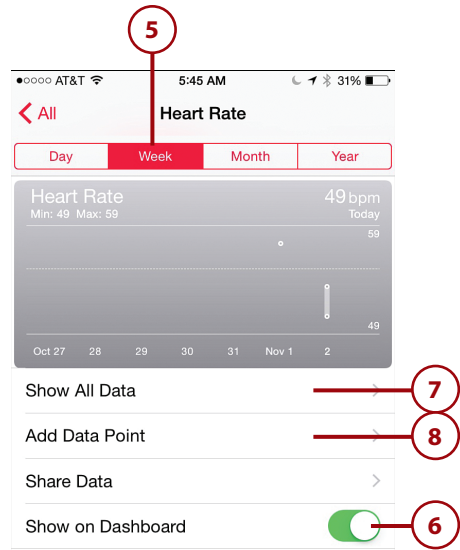 5
AT&T 5:45 AM 31%
All Heart Rate
Day Week Month Year
Heart Rate 49 bpm
Min: 49 Max: 59 Today
59
49
Oct 27 28 29 30 31 Nov 1 2
Show All Data 7
Add Data Point 8
Share Data
Show on Dashboard 6